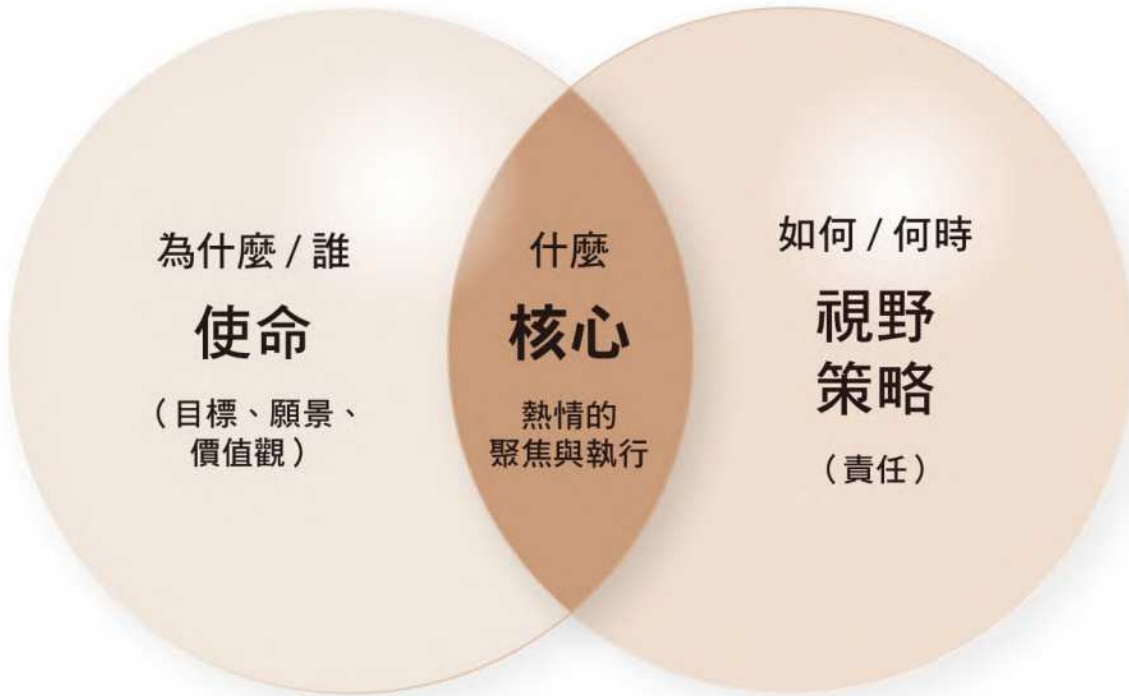 為什麼 / 誰
使命
（目標、願景、
價值觀）
什麼
核心
熱情的
聚焦與執行
如何 / 何時
視野
策略
（責任）